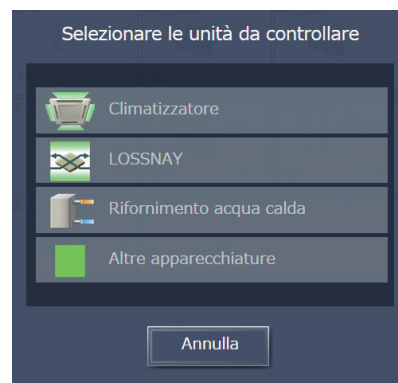 Selezionare le unità da controllare
Climatizzatore
LOSSNAY
Rifornimento acqua calda
Altre apparecchiature
Annulla